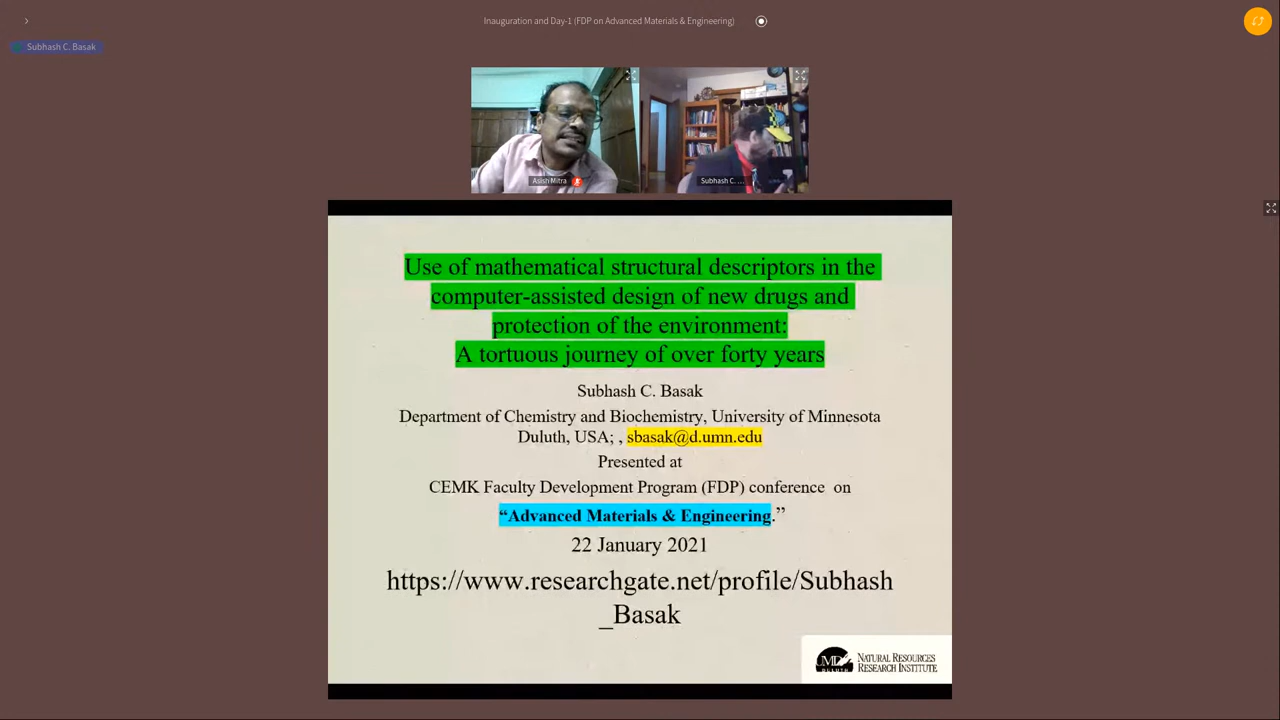 Inauguration and Day-1 (FDP on Advanced Materials & Engineering)
Subhash C. Basak
Asish Mitra
Subhash C. ...
Use of mathematical structural descriptors in the
computer-assisted design of new drugs and
protection of the environment:
A tortuous journey of over forty years
Subhash C. Basak
Department of Chemistry and Biochemistry, University of Minnesota
Duluth, USA; , sbasak@d.umn.edu
Presented at
CEMK Faculty Development Program (FDP) conference on
“Advanced Materials & Engineering.”
22 January 2021
https://www.researchgate.net/profile/Subhash
_Basak
NATURAL RESOURCES
RESEARCH INSTITUTE